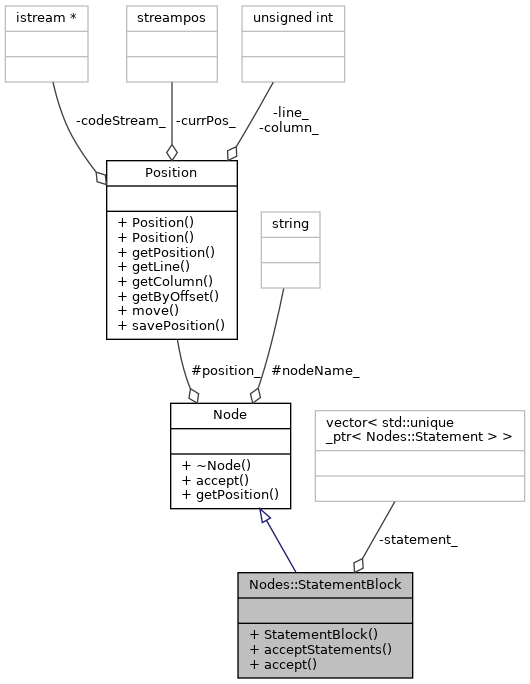 istream *
streampos
unsigned int
-codeStream_
-currPos_
-line_
-column_
Position
+ Position()
+ Position()
+ getPosition()
+ getLine()
+ getColumn()
+ getByOffset()
+ move()
+ savePosition()
string
#position_
#nodeName_
Node
+ ~Node()
+ accept()
+ getPosition()
vector< std::unique
_ptr< Nodes::Statement > >
-statement_
Nodes::StatementBlock
+ StatementBlock()
+ acceptStatements()
+ accept()